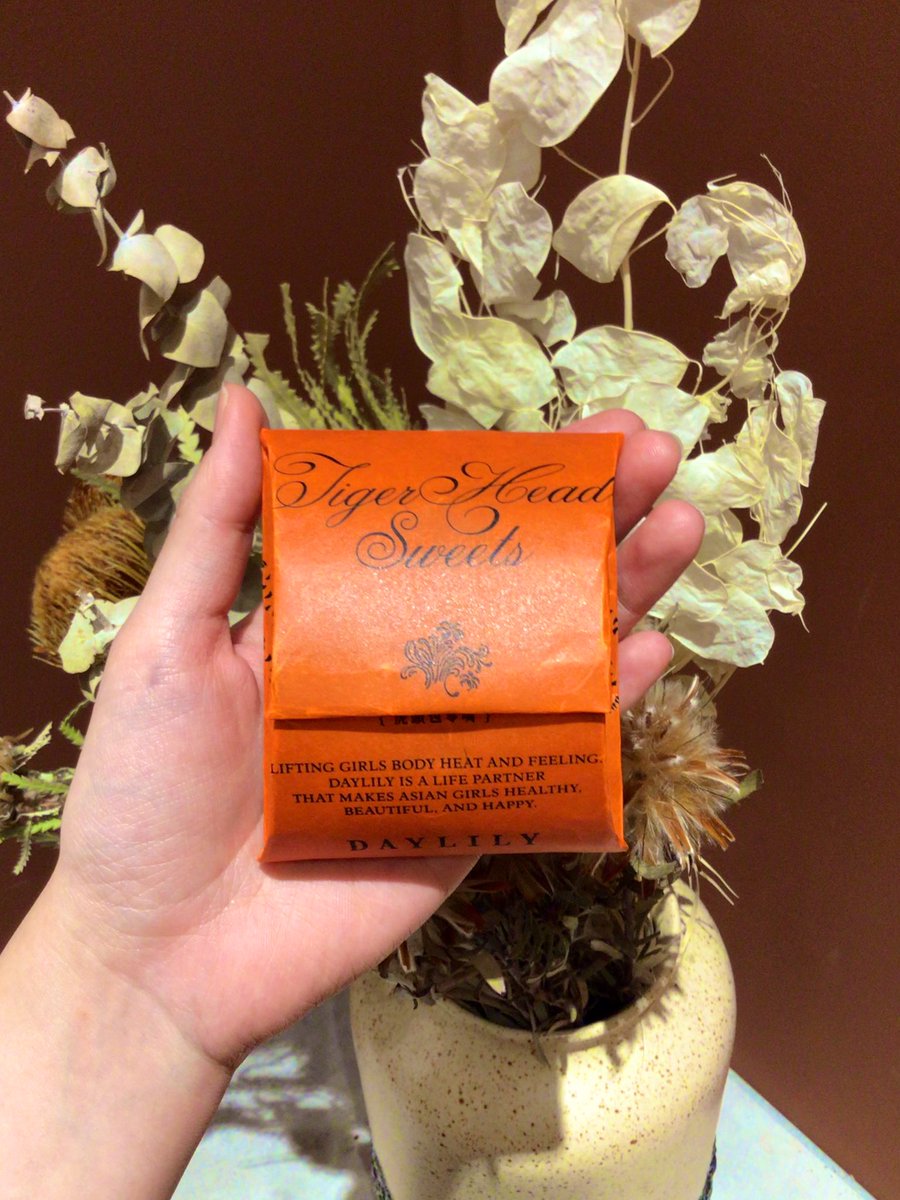 Tiger Head
Sweets
LIFTING GIRLS BODY HEAT AND FEELING.
DAYLILY IS A LIFE PARTNER
THAT MAKES ASIAN GIRLS HEALTHY,
BEAUTIFUL, AND HAPPY.
DAYLILY